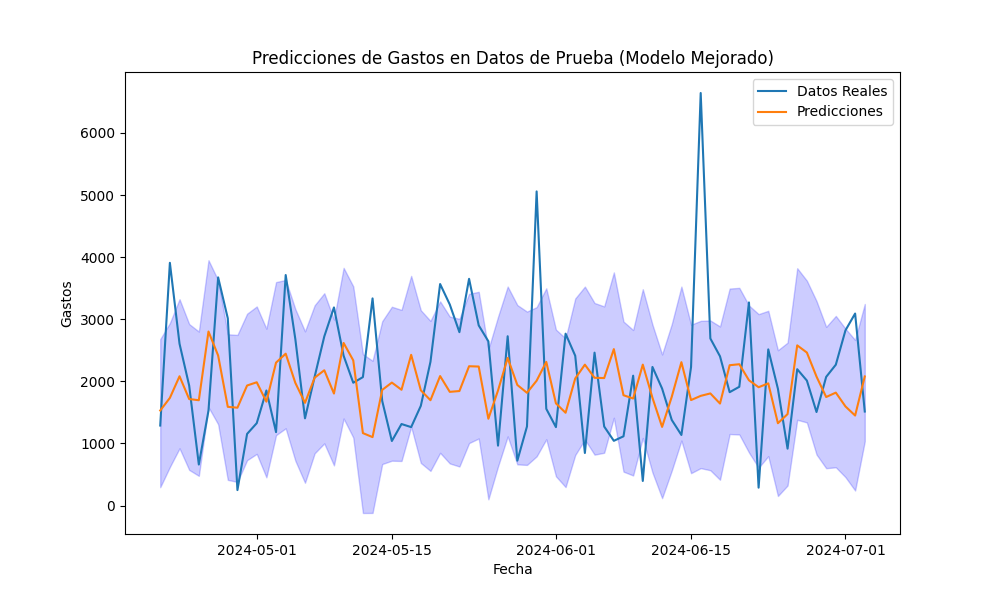 Predicciones de Gastos en Datos de Prueba (Modelo Mejorado)
Datos Reales
Predicciones
Gastos
6000
5000
4000
3000
2000
1000
0
2024-05-01
2024-05-15
2024-06-01
2024-06-15
2024-07-01
Fecha